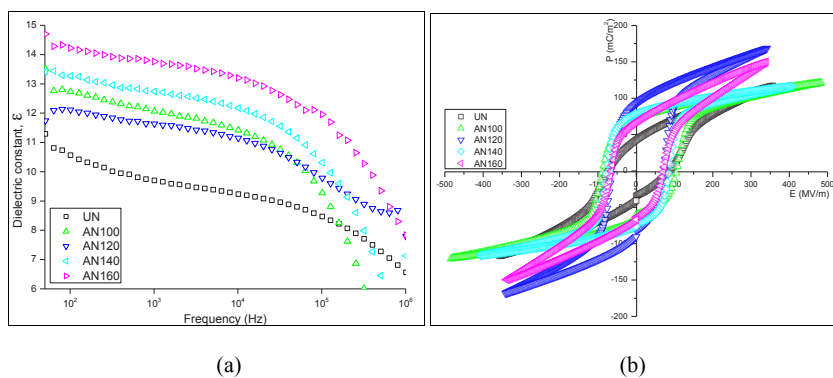 15
14
13
12
11
10
9
8
7
6
Dielectric constant, ε
UN
AN100
AN120
AN140
AN160
10² 10³ 10⁴ 10⁵ 10⁶
Frequency (Hz)
(a)
P (mC/m²)
200
150
100
50
0
-50
-100
-150
-200
-500 -400 -300 -200 -100 0 100 200 300 400 500
E (MV/m)
UN
AN100
AN120
AN140
AN160
(b)